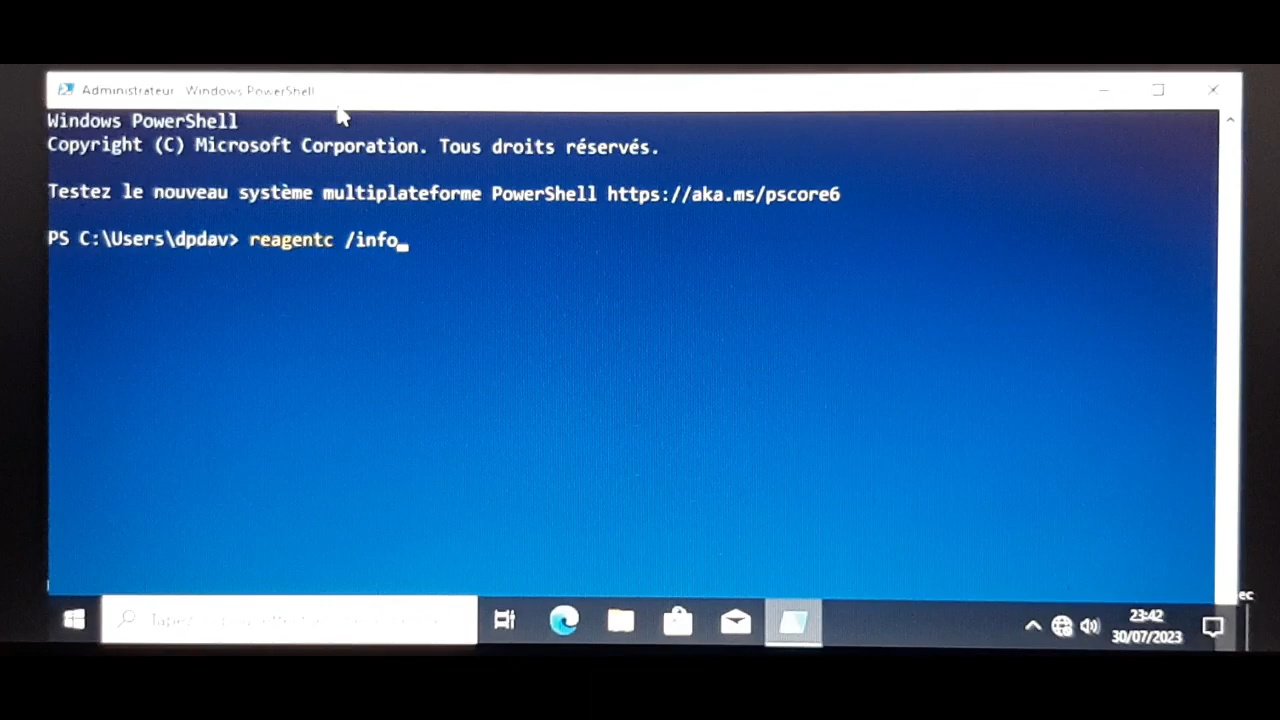 Administrateur Windows PowerShell
Windows PowerShell
Copyright (C) Microsoft Corporation. Tous droits réservés.
Testez le nouveau système multiplateforme PowerShell https://aka.ms/pscore6
PS C:\Users\dpdav> reagentc /info
ec
23:42
30/07/2023